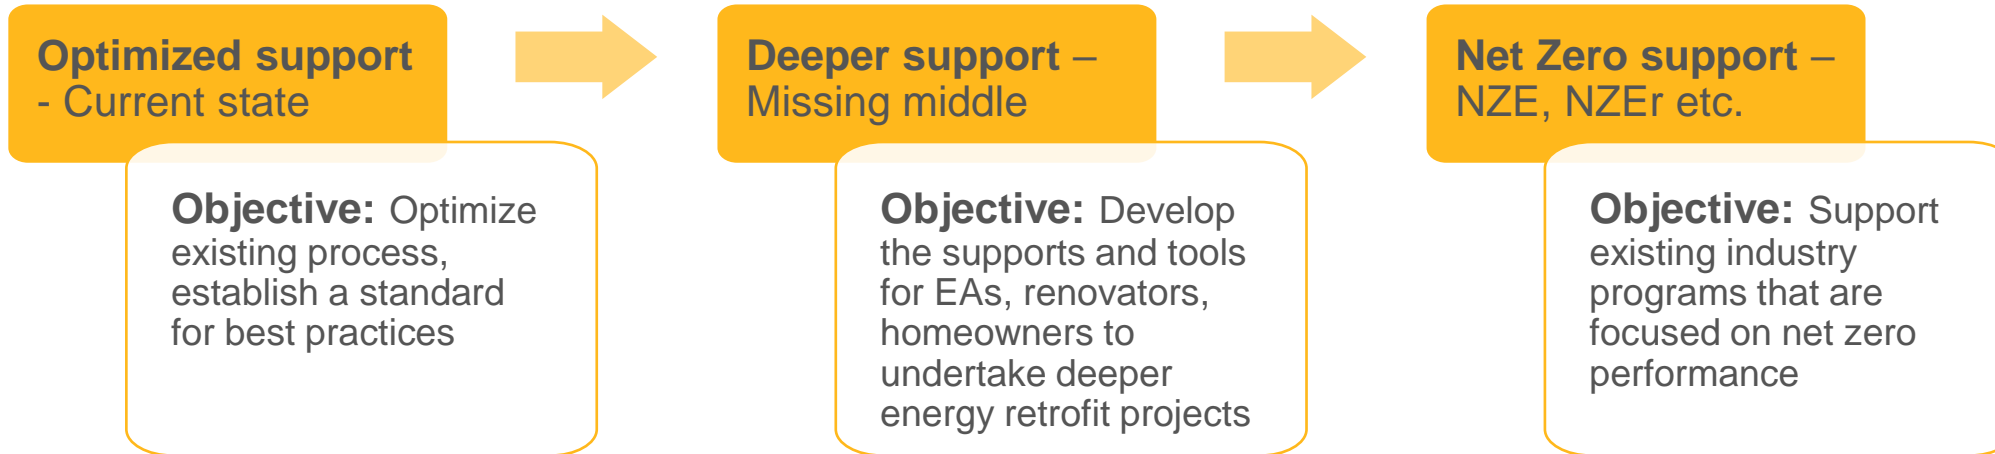 Optimized support
- Current state
Objective: Optimize
existing process,
establish a standard
for best practices
Deeper support –
Missing middle
Objective: Develop
the supports and tools
for EAs, renovators,
homeowners to
undertake deeper
energy retrofit projects
Net Zero support –
NZE, NZEr etc.
Objective: Support
existing industry
programs that are
focused on net zero
performance